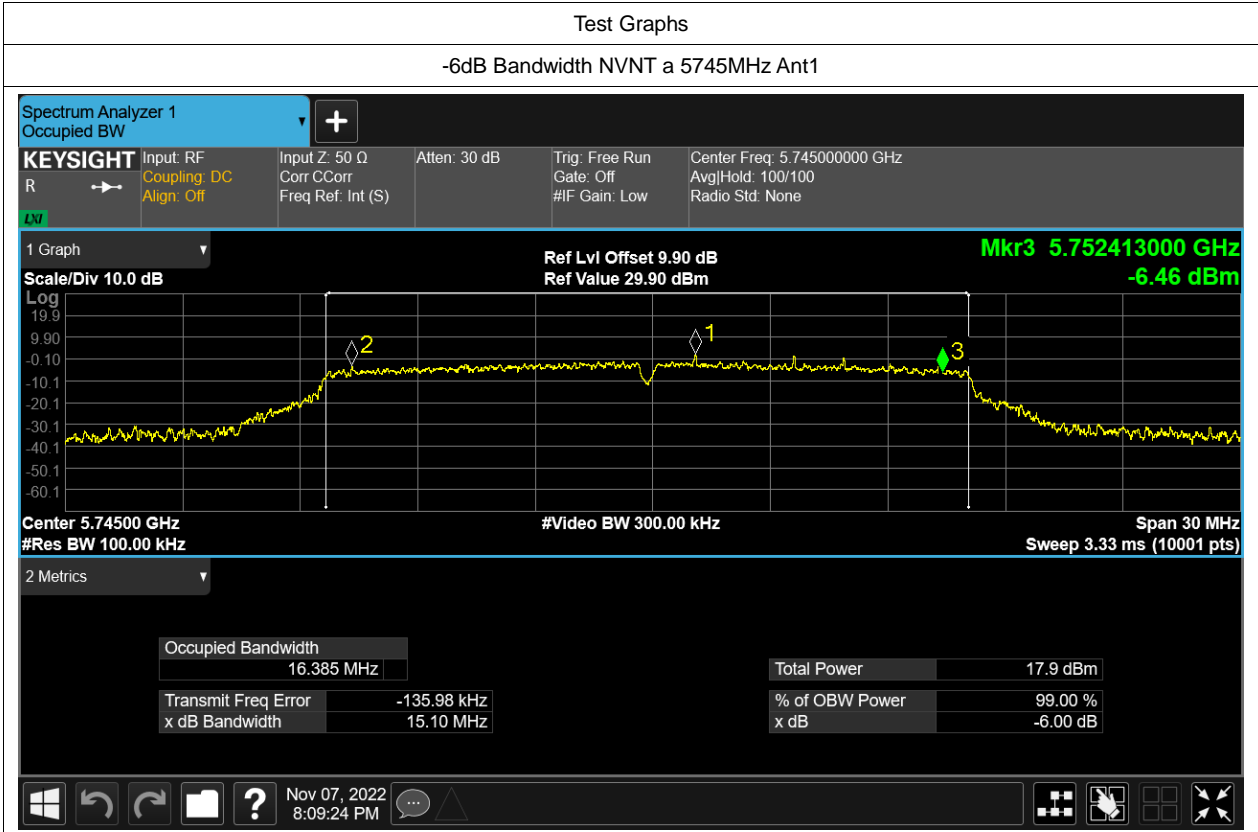 Test Graphs
-6dB Bandwidth NVNT a 5745MHz Ant1
Spectrum Analyzer 1
Occupied BW
KEYSIGHT
R
LXI
Input: RF
Coupling: DC
Align: Off
Input Z: 50 Ω
Corr CCorr
Freq Ref: Int (S)
Atten: 30 dB
Trig: Free Run
Gate: Off
#IF Gain: Low
Center Freq: 5.745000000 GHz
Avg|Hold: 100/100
Radio Std: None
1 Graph
Scale/Div 10.0 dB
Ref Lvl Offset 9.90 dB
Ref Value 29.90 dBm
Mkr3 5.752413000 GHz
-6.46 dBm
Log
19.9
9.90
-0.10
-10.1
-20.1
-30.1
-40.1
-50.1
-60.1
2
1
3
Center 5.74500 GHz
#Res BW 100.00 kHz
#Video BW 300.00 kHz
Span 30 MHz
Sweep 3.33 ms (10001 pts)
2 Metrics
Occupied Bandwidth
16.385 MHz
Transmit Freq Error -135.98 kHz
x dB Bandwidth 15.10 MHz
Total Power 17.9 dBm
% of OBW Power 99.00 %
x dB -6.00 dB
?
Nov 07, 2022
8:09:24 PM